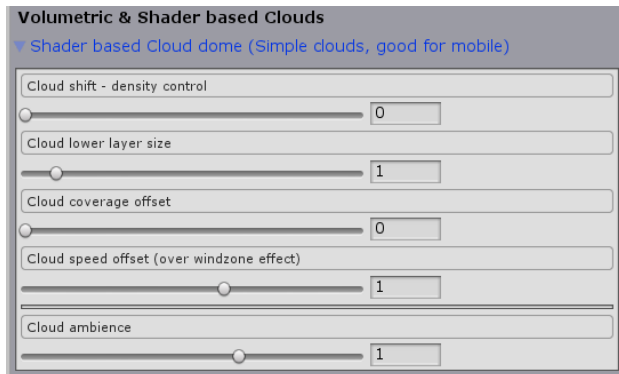 Volumetric & Shader based Clouds
Shader based Cloud dome (Simple clouds, good for mobile)
Cloud shift - density control
0
Cloud lower layer size
1
Cloud coverage offset
0
Cloud speed offset (over windzone effect)
1
Cloud ambience
1